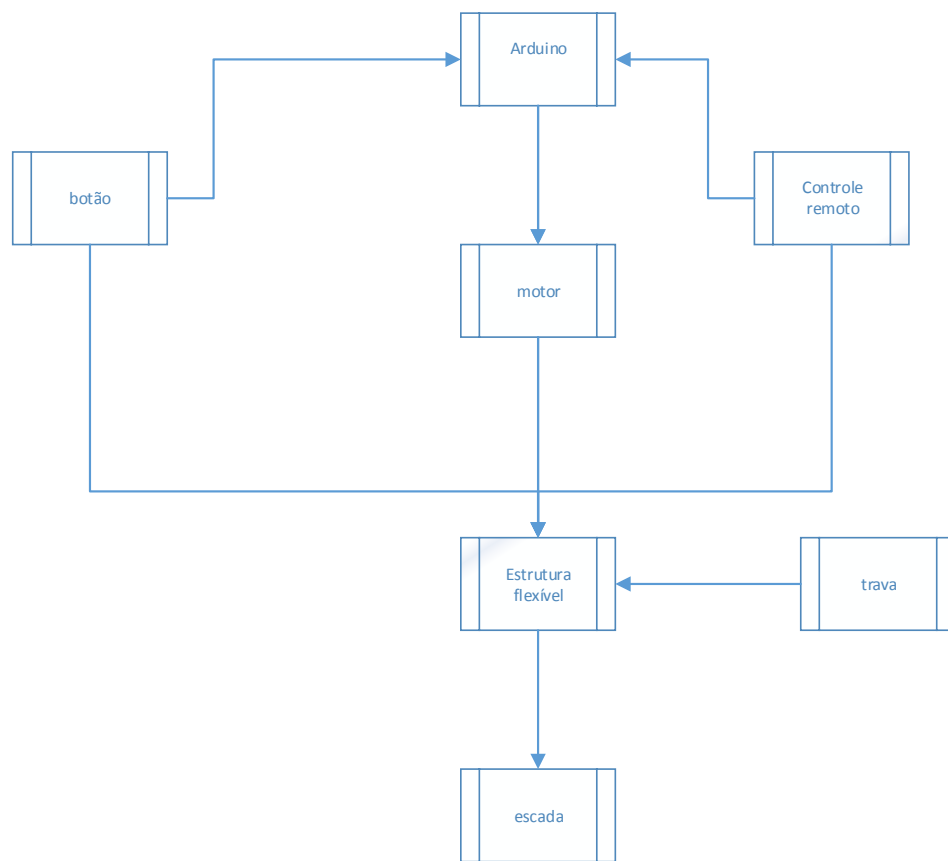 Arduino
botão
Controle
remoto
motor
Estrutura
flexível
trava
escada